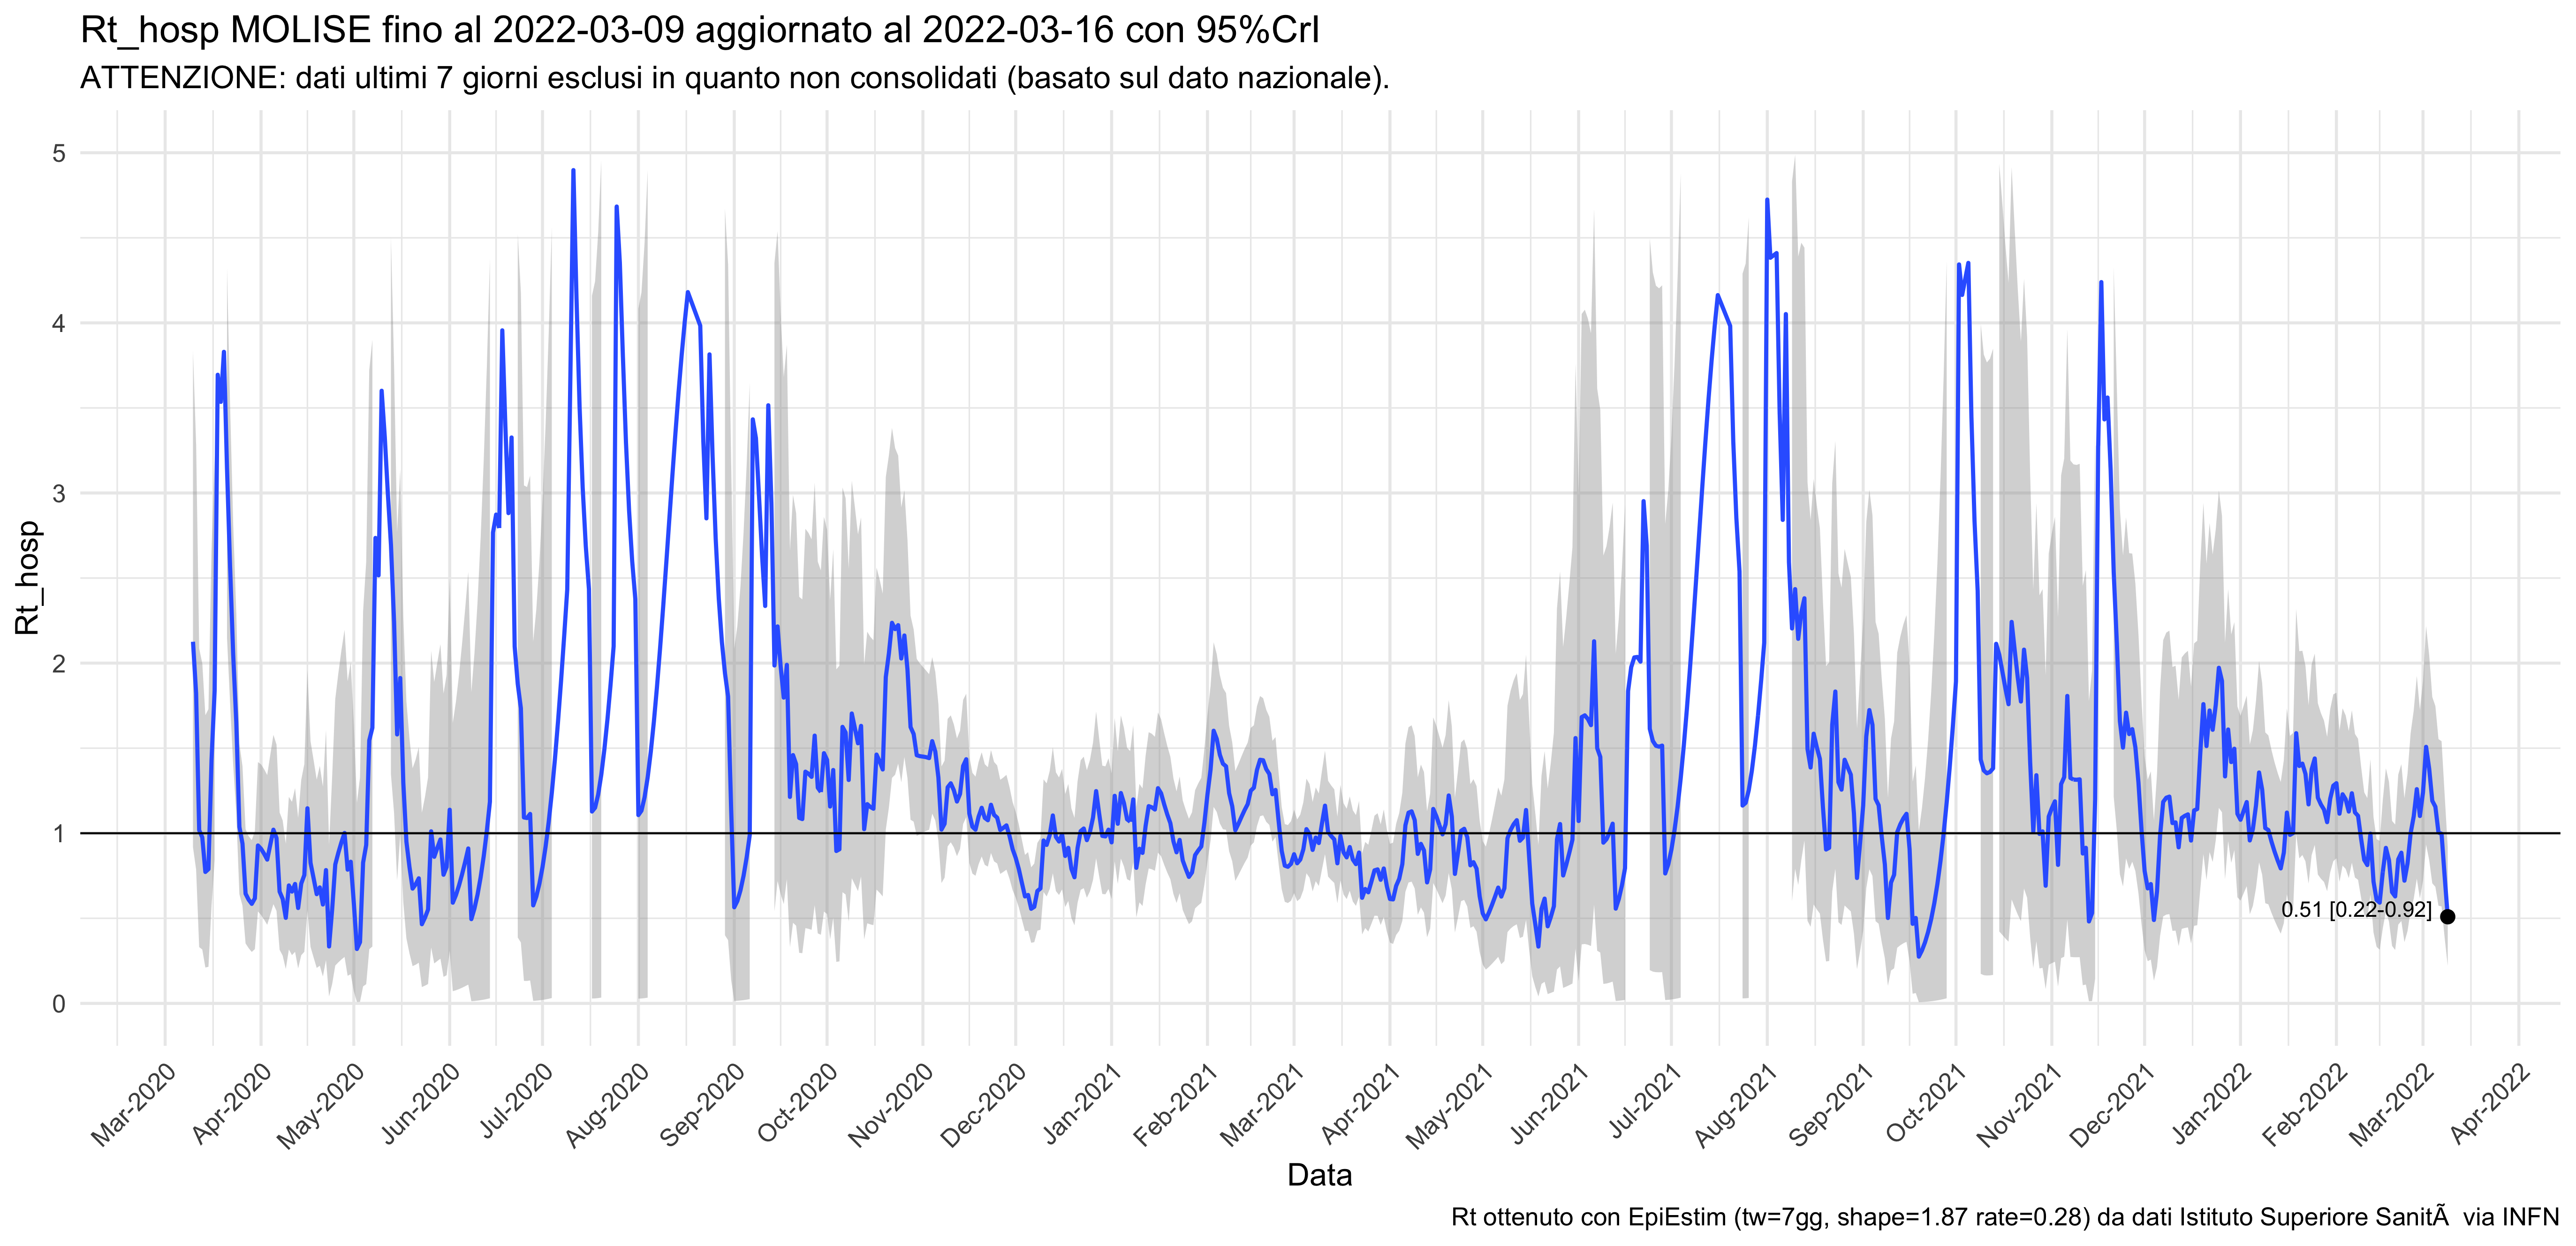 Rt_hosp MOLISE fino al 2022-03-09 aggiornato al 2022-03-16 con 95%CrI
ATTENZIONE: dati ultimi 7 giorni esclusi in quanto non consolidati (basato sul dato nazionale).
Rt_hosp
5
4
3
2
1
0
0.51 [0.22-0.92]
Mar-2020
Apr-2020
May-2020
Jun-2020
Jul-2020
Aug-2020
Sep-2020
Oct-2020
Nov-2020
Dec-2020
Jan-2021
Feb-2021
Mar-2021
Apr-2021
May-2021
Jun-2021
Jul-2021
Aug-2021
Sep-2021
Oct-2021
Nov-2021
Dec-2021
Jan-2022
Feb-2022
Mar-2022
Apr-2022
Data
Rt ottenuto con EpiEstim (tw=7gg, shape=1.87 rate=0.28) da dati Istituto Superiore SanitÃ  via INFN